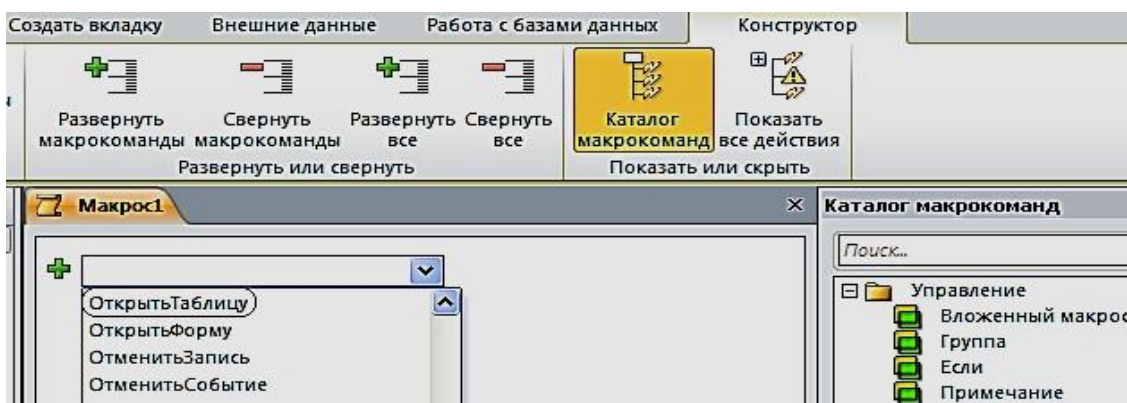 Создать вкладку Внешние данные Работа с базами данных Конструктор
Развернуть макрокоманды
Свернуть макрокоманды
Развернуть все
Свернуть все
Каталог макрокоманд
Показать все действия
Развернуть или свернуть
Показать или скрыть
Макрос1
Каталог макрокоманд
Поиск...
ОткрытьТаблицу
ОткрытьФорму
ОтменитьЗапись
ОтменитьСобытие
Управление
Вложенный макрос
Группа
Если
Примечание